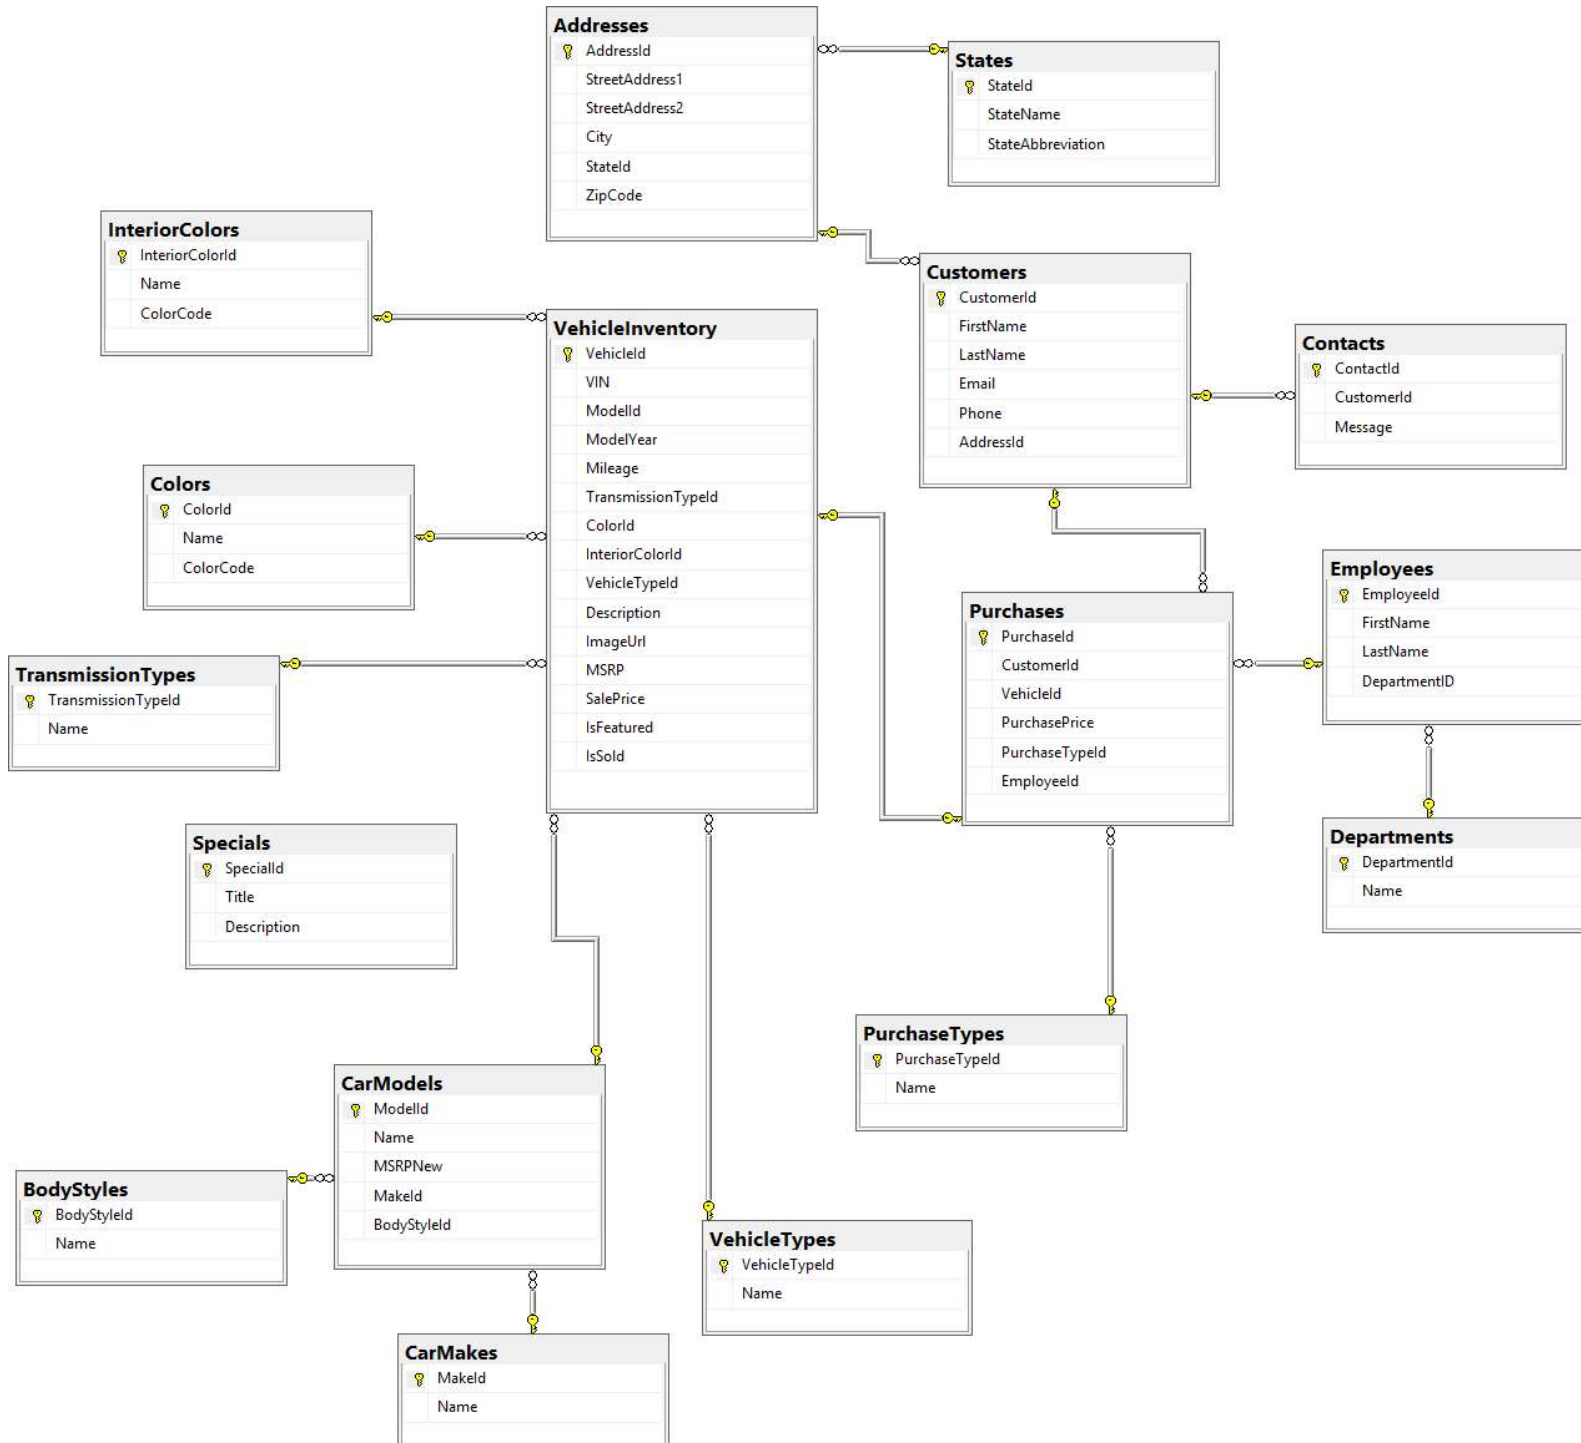 Addresses
AddressId
StreetAddress1
StreetAddress2
City
StateId
ZipCode
States
StateId
StateName
StateAbbreviation
InteriorColors
InteriorColorId
Name
ColorCode
Customers
CustomerId
FirstName
LastName
Email
Phone
AddressId
VehicleInventory
VehicleId
VIN
ModelId
ModelYear
Mileage
TransmissionTypeId
ColorId
InteriorColorId
VehicleTypeId
Description
ImageUrl
MSRP
SalePrice
IsFeatured
IsSold
Contacts
ContactId
CustomerId
Message
Colors
ColorId
Name
ColorCode
Employees
EmployeeId
FirstName
LastName
DepartmentID
Purchases
PurchaseId
CustomerId
VehicleId
PurchasePrice
PurchaseTypeId
EmployeeId
TransmissionTypes
TransmissionTypeId
Name
Specials
SpecialId
Title
Description
Departments
DepartmentId
Name
PurchaseTypes
PurchaseTypeId
Name
CarModels
ModelId
Name
MSRPNew
MakeId
BodyStyleId
BodyStyles
BodyStyleId
Name
VehicleTypes
VehicleTypeId
Name
CarMakes
MakeId
Name